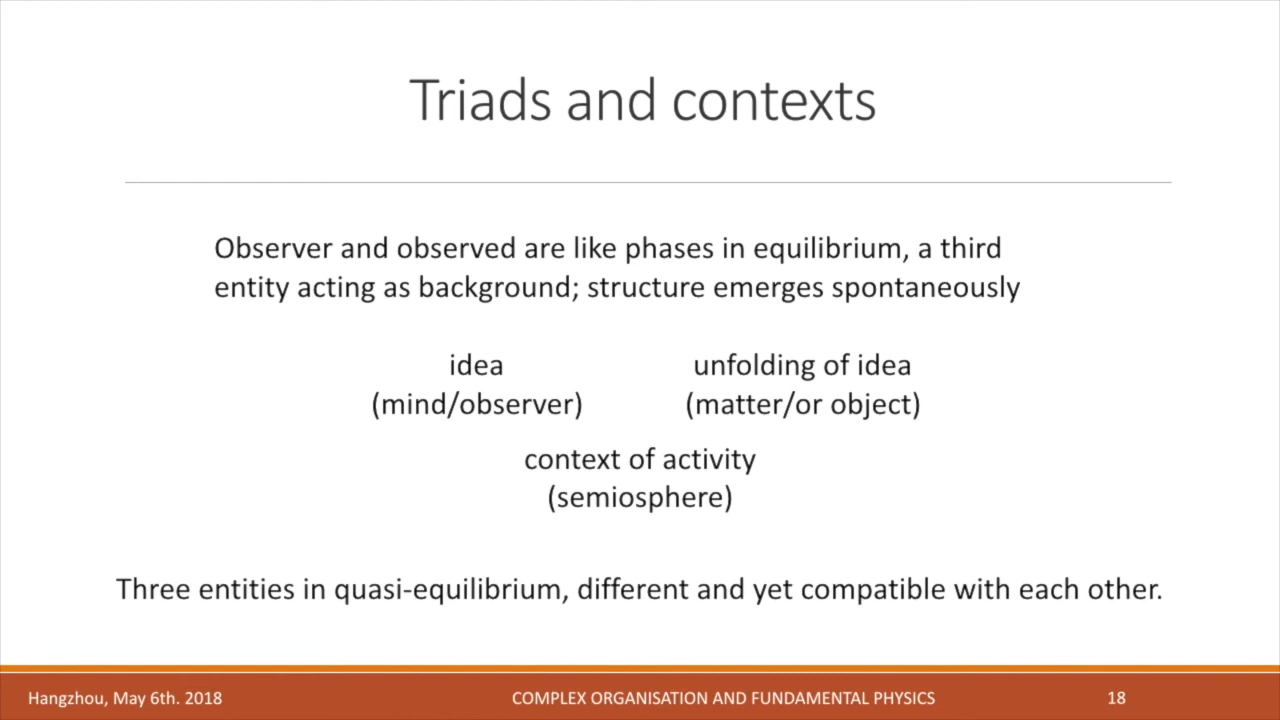 Triads and contexts
Observer and observed are like phases in equilibrium, a third
entity acting as background; structure emerges spontaneously
idea
(mind/observer)
unfolding of idea
(matter/or object)
context of activity
(semiosphere)
Three entities in quasi-equilibrium, different and yet compatible with each other.
Hangzhou, May 6th. 2018
COMPLEX ORGANISATION AND FUNDAMENTAL PHYSICS
18